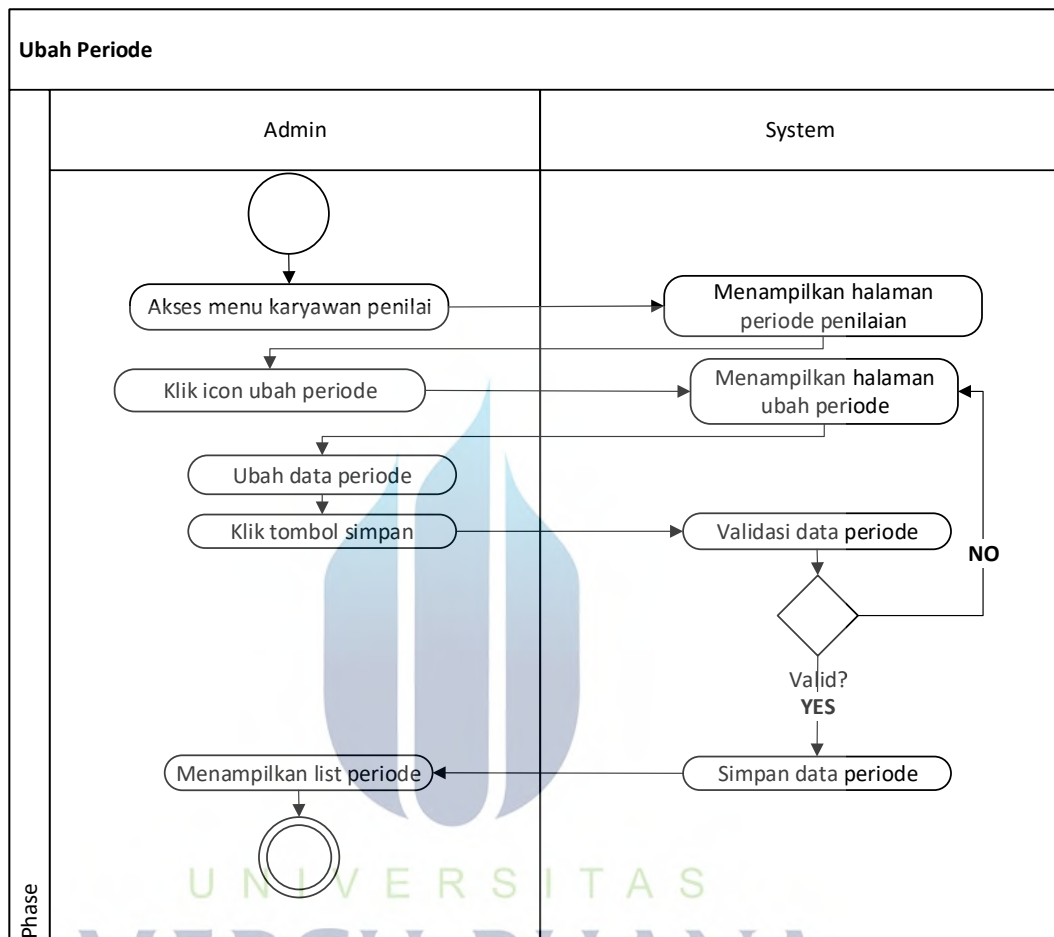 Ubah Periode
Admin
System
Akses menu karyawan penilai
Menampilkan halaman
periode penilaian
Klik icon ubah periode
Menampilkan halaman
ubah periode
Ubah data periode
Klik tombol simpan
Validasi data periode
NO
Valid?
YES
Menampilkan list periode
Simpan data periode
UNIVERSITAS
Phase